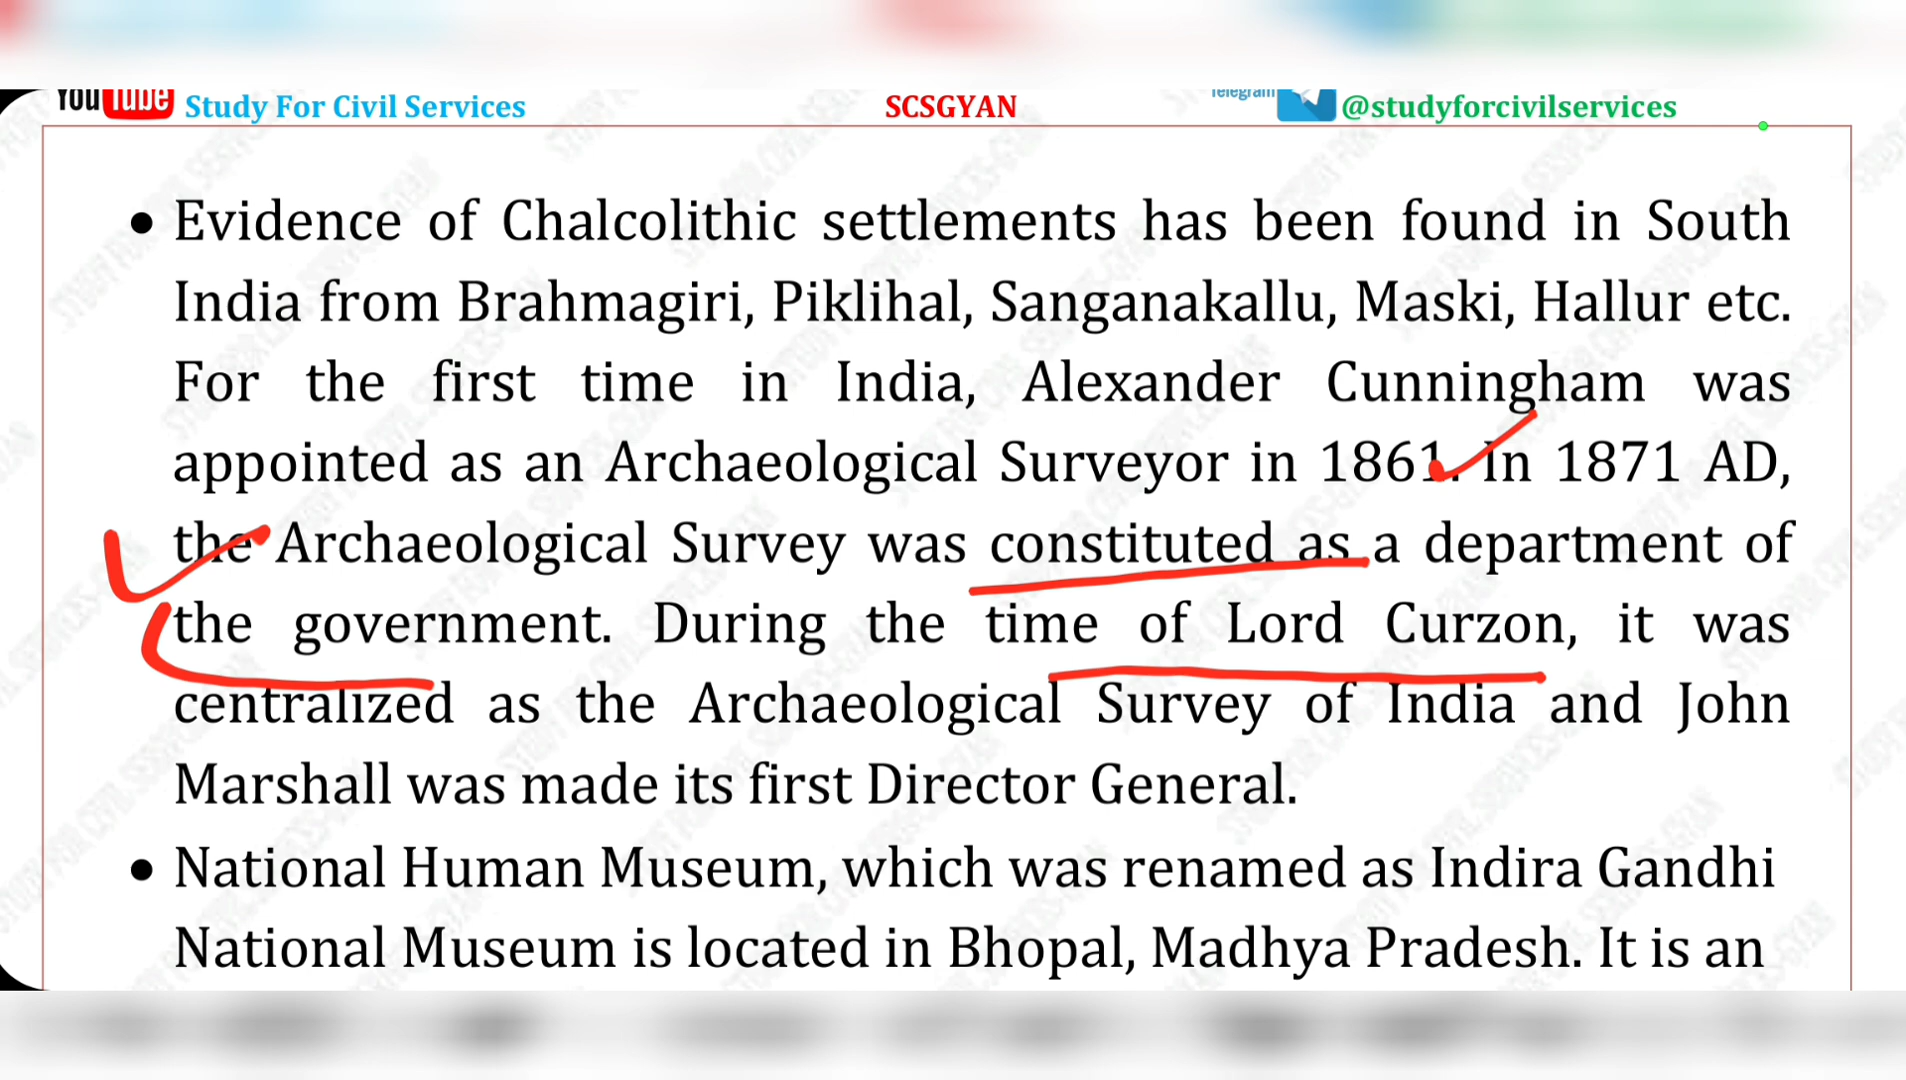 YouTube Study For Civil Services SCSGYAN Telegram @studyforcivilservices
• Evidence of Chalcolithic settlements has been found in South
India from Brahmagiri, Piklihal, Sanganakallu, Maski, Hallur etc.
For the first time in India, Alexander Cunningham was
appointed as an Archaeological Surveyor in 1861. In 1871 AD,
the Archaeological Survey was constituted as a department of
the government. During the time of Lord Curzon, it was
centralized as the Archaeological Survey of India and John
Marshall was made its first Director General.
• National Human Museum, which was renamed as Indira Gandhi
National Museum is located in Bhopal, Madhya Pradesh. It is an